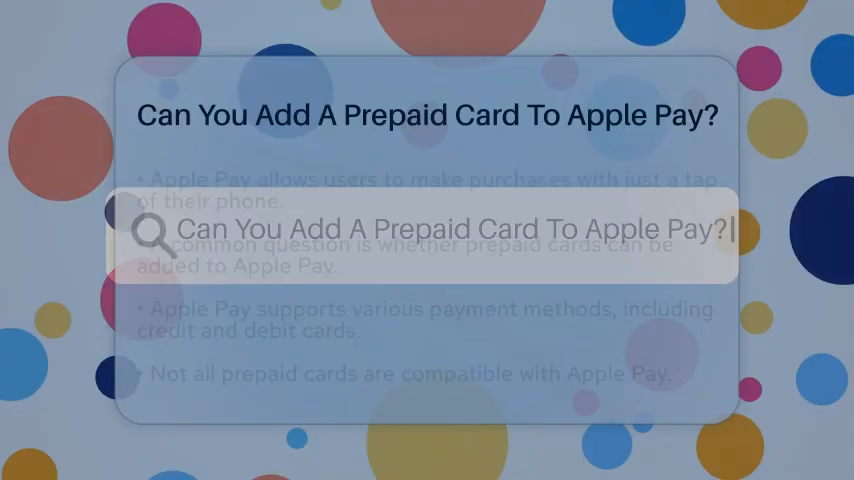 Can You Add A Prepaid Card To Apple Pay?
• Apple Pay allows users to make purchases with just a tap
of their phone.
Can You Add A Prepaid Card To Apple Pay?
common question is whether prepaid cards can be
added to Apple Pay.
• Apple Pay supports various payment methods, including
credit and debit cards.
• Not all prepaid cards are compatible with Apple Pay.